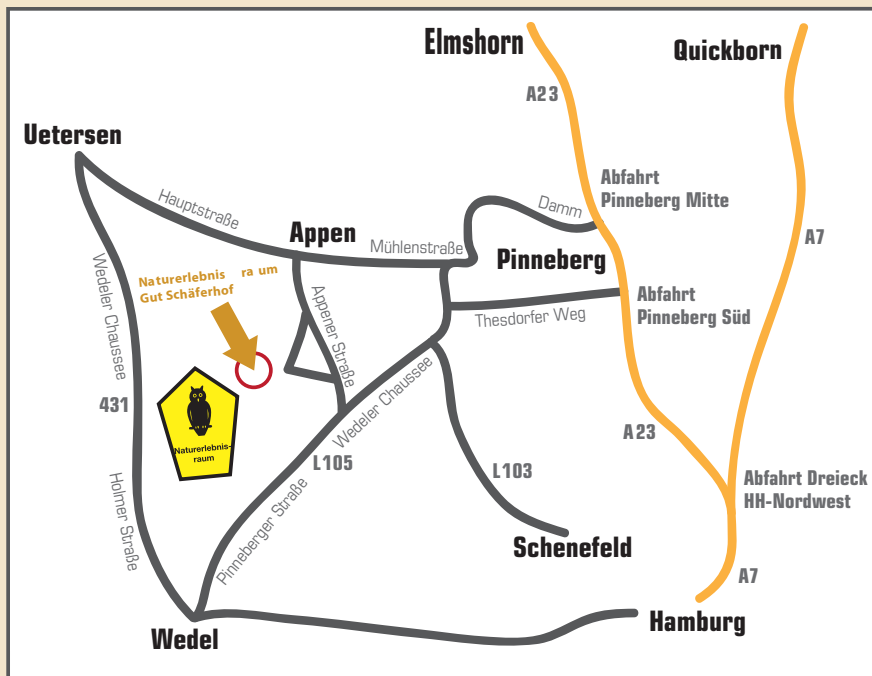 Elmshorn
Quickborn
A23
Uetersen
Abfahrt
Pinneberg Mitte
Hauptstraße
Damm
Appen
Mühlenstraße
A7
Pinneberg
Naturerlebnis ra um
Gut Schäferhof
Wedeler Chaussee
Appener Straße
Abfahrt
Pinneberg Süd
Thesdorfer Weg
Wedeler Chaussee
431
Naturerlebnis-
raum
A23
L105
L103
Abfahrt Dreieck
HH-Nordwest
Holmer Straße
Pinneberger Straße
Schenefeld
A7
Wedel
Hamburg